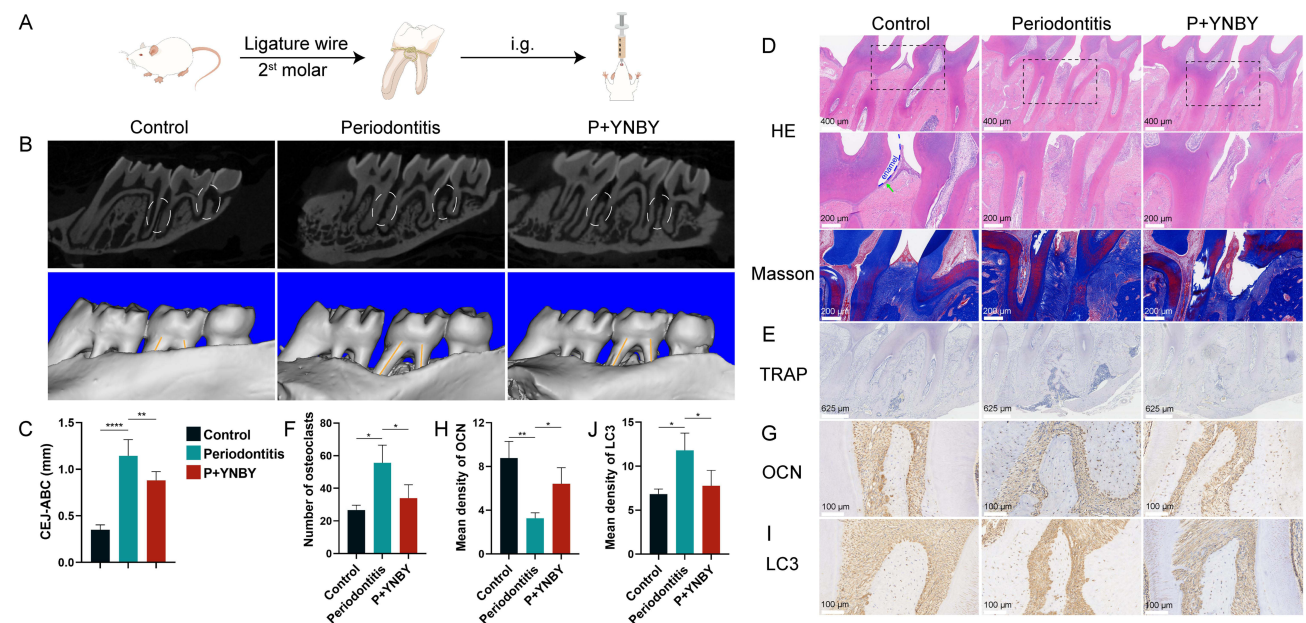 A
Ligature wire
2st molar
i.g.
Control Periodontitis P+YNBY
B
C
CEJ-ABC (mm)
1.5
1.0
0.5
0.0
****
**
Control
Periodontitis
P+YNBY
F
Number of osteoclasts
80
60
40
20
0
*
*
Control
Periodontitis
P+YNBY
H
Mean density of OCN
12
8
4
0
**
*
Control
Periodontitis
P+YNBY
J
Mean density of LC3
15
10
5
0
*
*
Control
Periodontitis
P+YNBY
Control Periodontitis P+YNBY
D
HE
400 μm 400 μm 400 μm
enamel
200 μm 200 μm 200 μm
Masson
200 μm 200 μm 200 μm
E
TRAP
625 μm 625 μm 625 μm
G
OCN
100 μm 100 μm 100 μm
I
LC3
100 μm 100 μm 100 μm